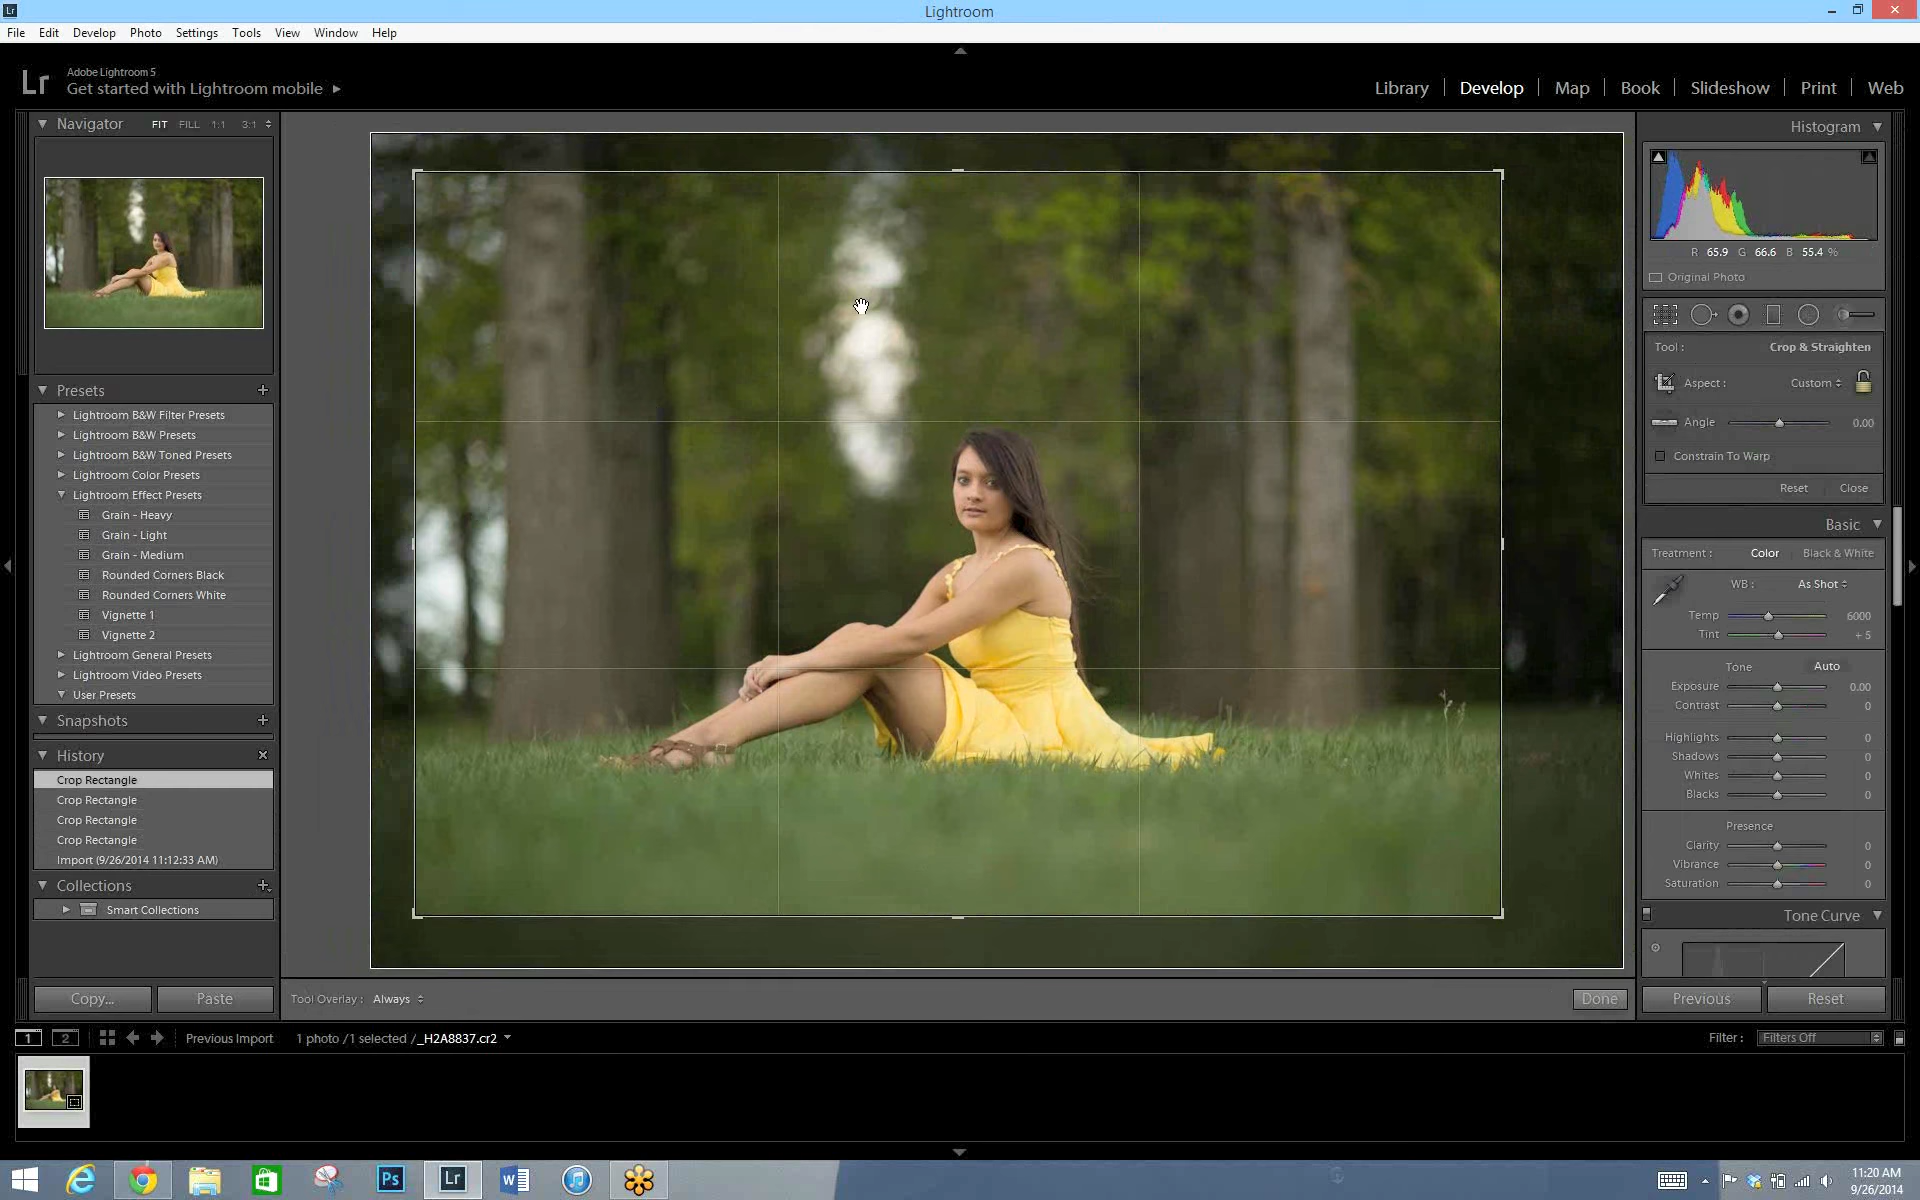 Lr Lightroom
File Edit Develop Photo Settings Tools View Window Help
Lr Adobe Lightroom 5
Get started with Lightroom mobile
Library Develop Map Book Slideshow Print Web
Navigator FIT FILL 1:1 3:1
Presets
Lightroom B&W Filter Presets
Lightroom B&W Presets
Lightroom B&W Toned Presets
Lightroom Color Presets
Lightroom Effect Presets
Grain - Heavy
Grain - Light
Grain - Medium
Rounded Corners Black
Rounded Corners White
Vignette 1
Vignette 2
Lightroom General Presets
Lightroom Video Presets
User Presets
Snapshots
History
Crop Rectangle
Crop Rectangle
Crop Rectangle
Crop Rectangle
Import (9/26/2014 11:12:33 AM)
Collections
Smart Collections
Copy... Paste
Tool Overlay : Always
Done
Histogram
R 65.9 G 66.6 B 55.4 %
Original Photo
Tool : Crop & Straighten
Aspect : Custom
Angle 0.00
Constrain To Warp
Reset Close
Basic
Treatment : Color Black & White
WB : As Shot
Temp 6000
Tint + 5
Tone Auto
Exposure 0.00
Contrast 0
Highlights 0
Shadows 0
Whites 0
Blacks 0
Presence
Clarity 0
Vibrance 0
Saturation 0
Tone Curve
Previous Reset
1 2 Previous Import 1 photo /1 selected /_H2A8837.cr2
Filter : Filters Off
Ps Lr W
11:20 AM
9/26/2014